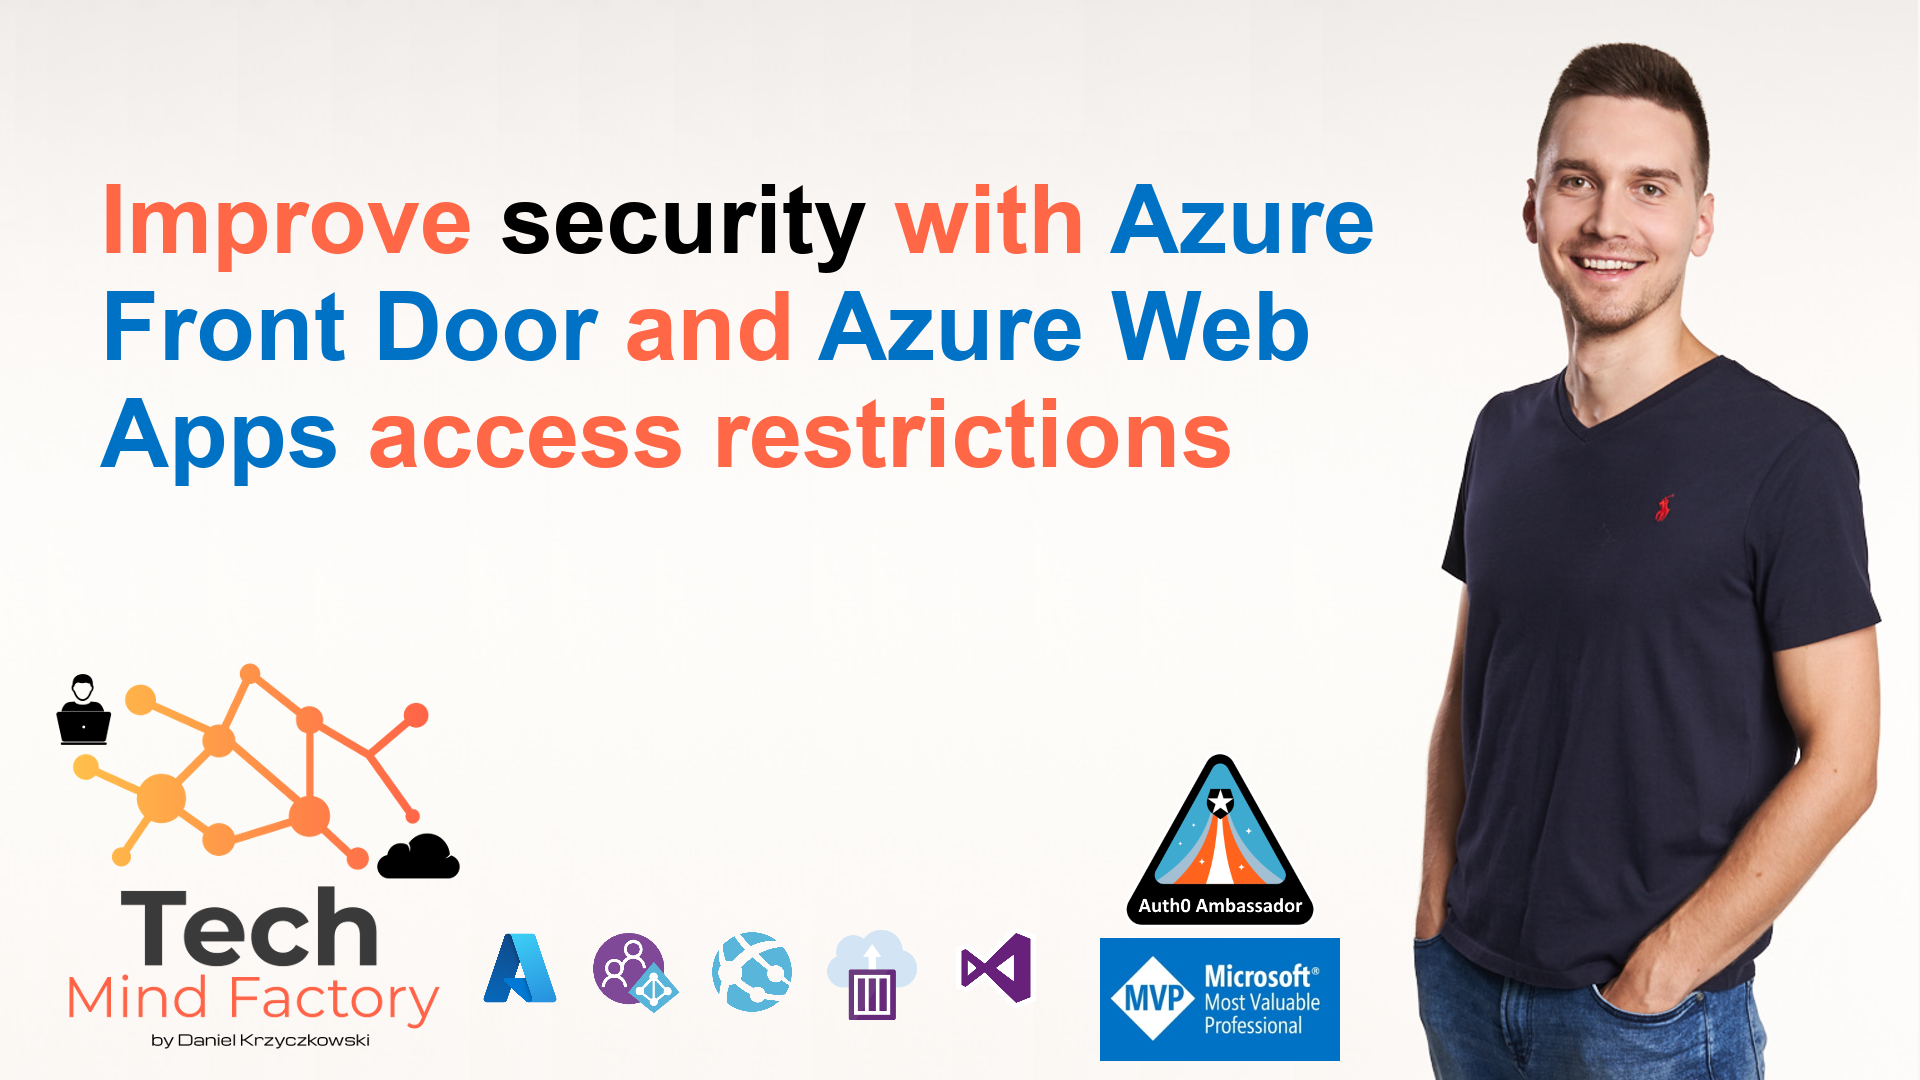 Improve security with Azure
Front Door and Azure Web
Apps access restrictions
Tech
Mind Factory
by Daniel Krzyczkowski
Auth0 Ambassador
MVP
Microsoft®
Most Valuable
Professional